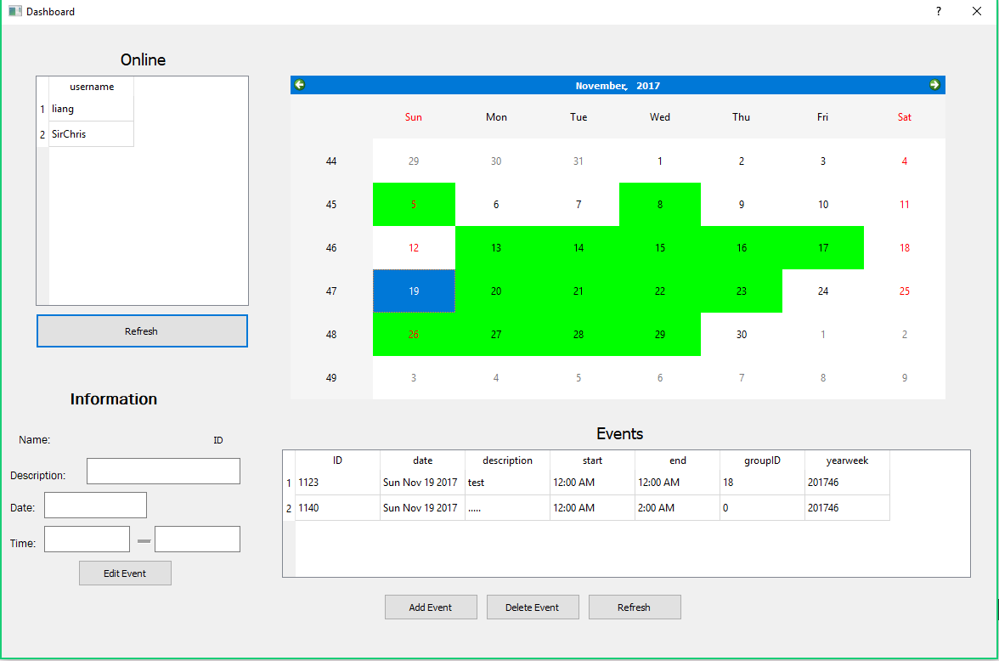 Dashboard ?
Online
username
1 liang
2 SirChris
Refresh
November, 2017
Sun Mon Tue Wed Thu Fri Sat
44 29 30 31 1 2 3 4
45 5 6 7 8 9 10 11
46 12 13 14 15 16 17 18
47 19 20 21 22 23 24 25
48 26 27 28 29 30 1 2
49 3 4 5 6 7 8 9
Information
Name: ID
Description:
Date:
Time:
Edit Event
Events
ID date description start end groupID yearweek
1 1123 Sun Nov 19 2017 test 12:00 AM 12:00 AM 18 201746
2 1140 Sun Nov 19 2017 ..... 12:00 AM 2:00 AM 0 201746
Add Event Delete Event Refresh